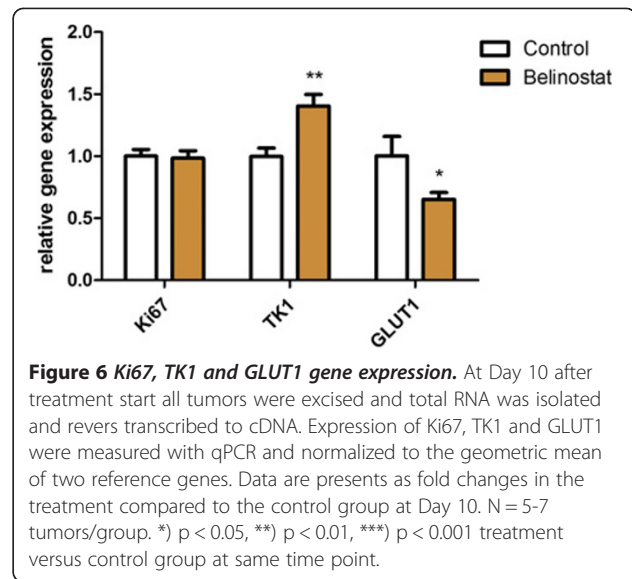 2.0
1.5
1.0
0.5
0.0
relative gene expression
**
*
Control
Belinostat
Ki67
TK1
GLUT1
Figure 6 Ki67, TK1 and GLUT1 gene expression. At Day 10 after
treatment start all tumors were excised and total RNA was isolated
and revers transcribed to cDNA. Expression of Ki67, TK1 and GLUT1
were measured with qPCR and normalized to the geometric mean
of two reference genes. Data are presents as fold changes in the
treatment compared to the control group at Day 10. N = 5-7
tumors/group. *) p < 0.05, **) p < 0.01, ***) p < 0.001 treatment
versus control group at same time point.